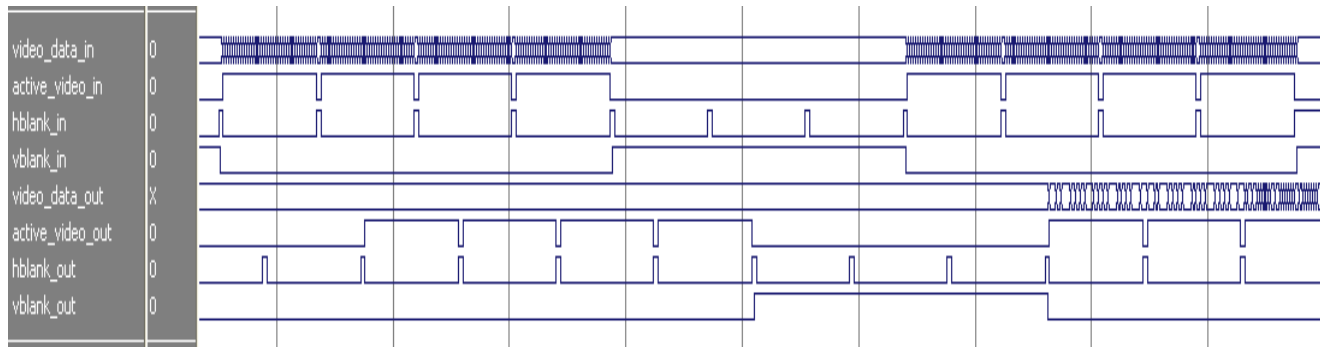 video_data_in 0
active_video_in 0
hblank_in 0
vblank_in 0
video_data_out X
active_video_out 0
hblank_out 0
vblank_out 0